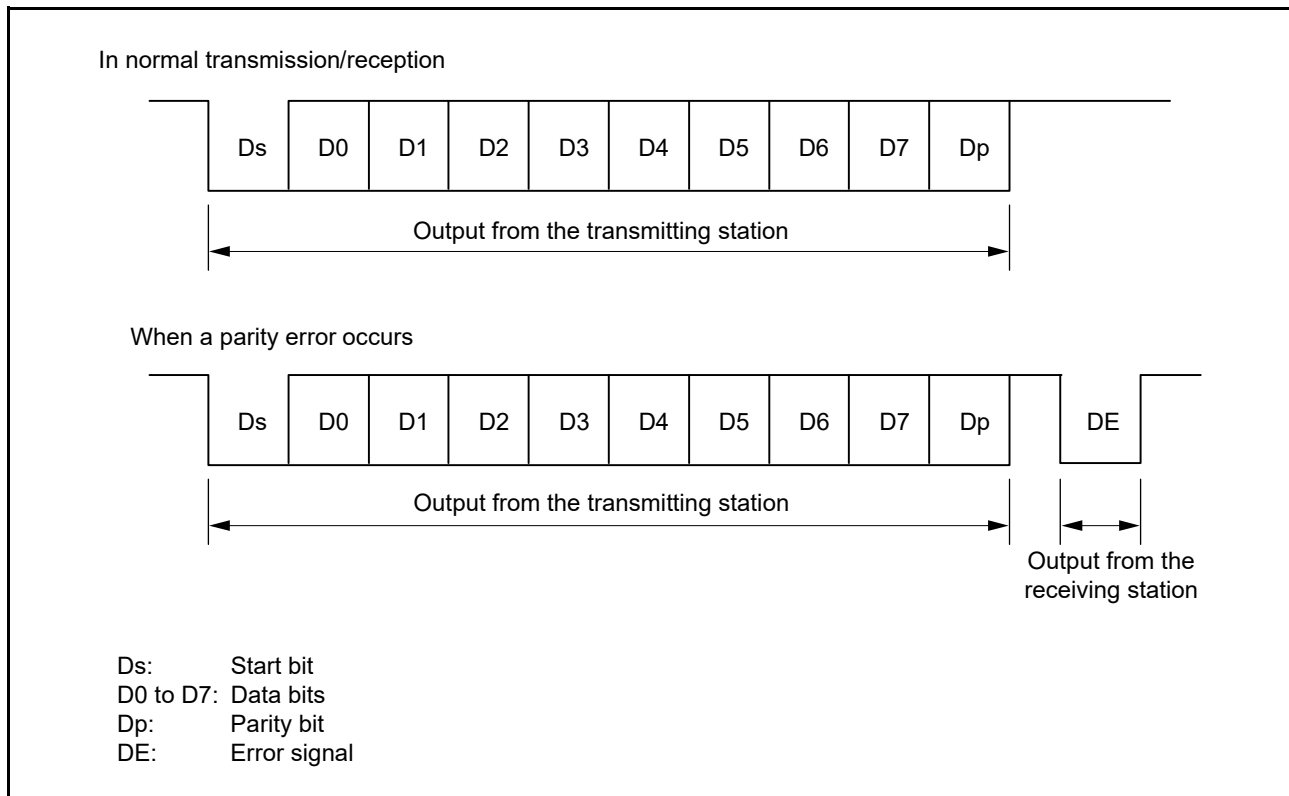 In normal transmission/reception
Ds D0 D1 D2 D3 D4 D5 D6 D7 Dp
Output from the transmitting station
When a parity error occurs
Ds D0 D1 D2 D3 D4 D5 D6 D7 Dp DE
Output from the transmitting station
Output from the
receiving station
Ds: Start bit
D0 to D7: Data bits
Dp: Parity bit
DE: Error signal